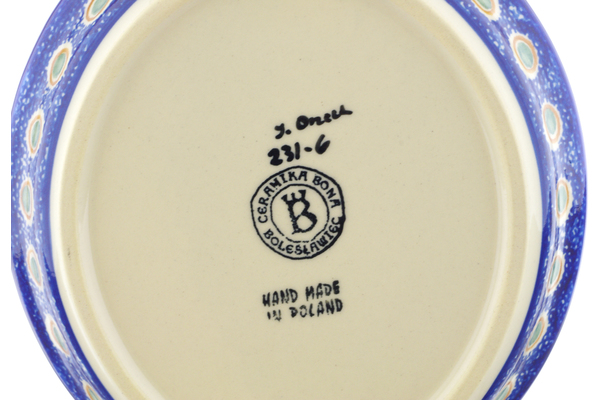 231-6
CERAMIKA BONA
B
BOLESŁAWIEC
HAND MADE
IN POLAND